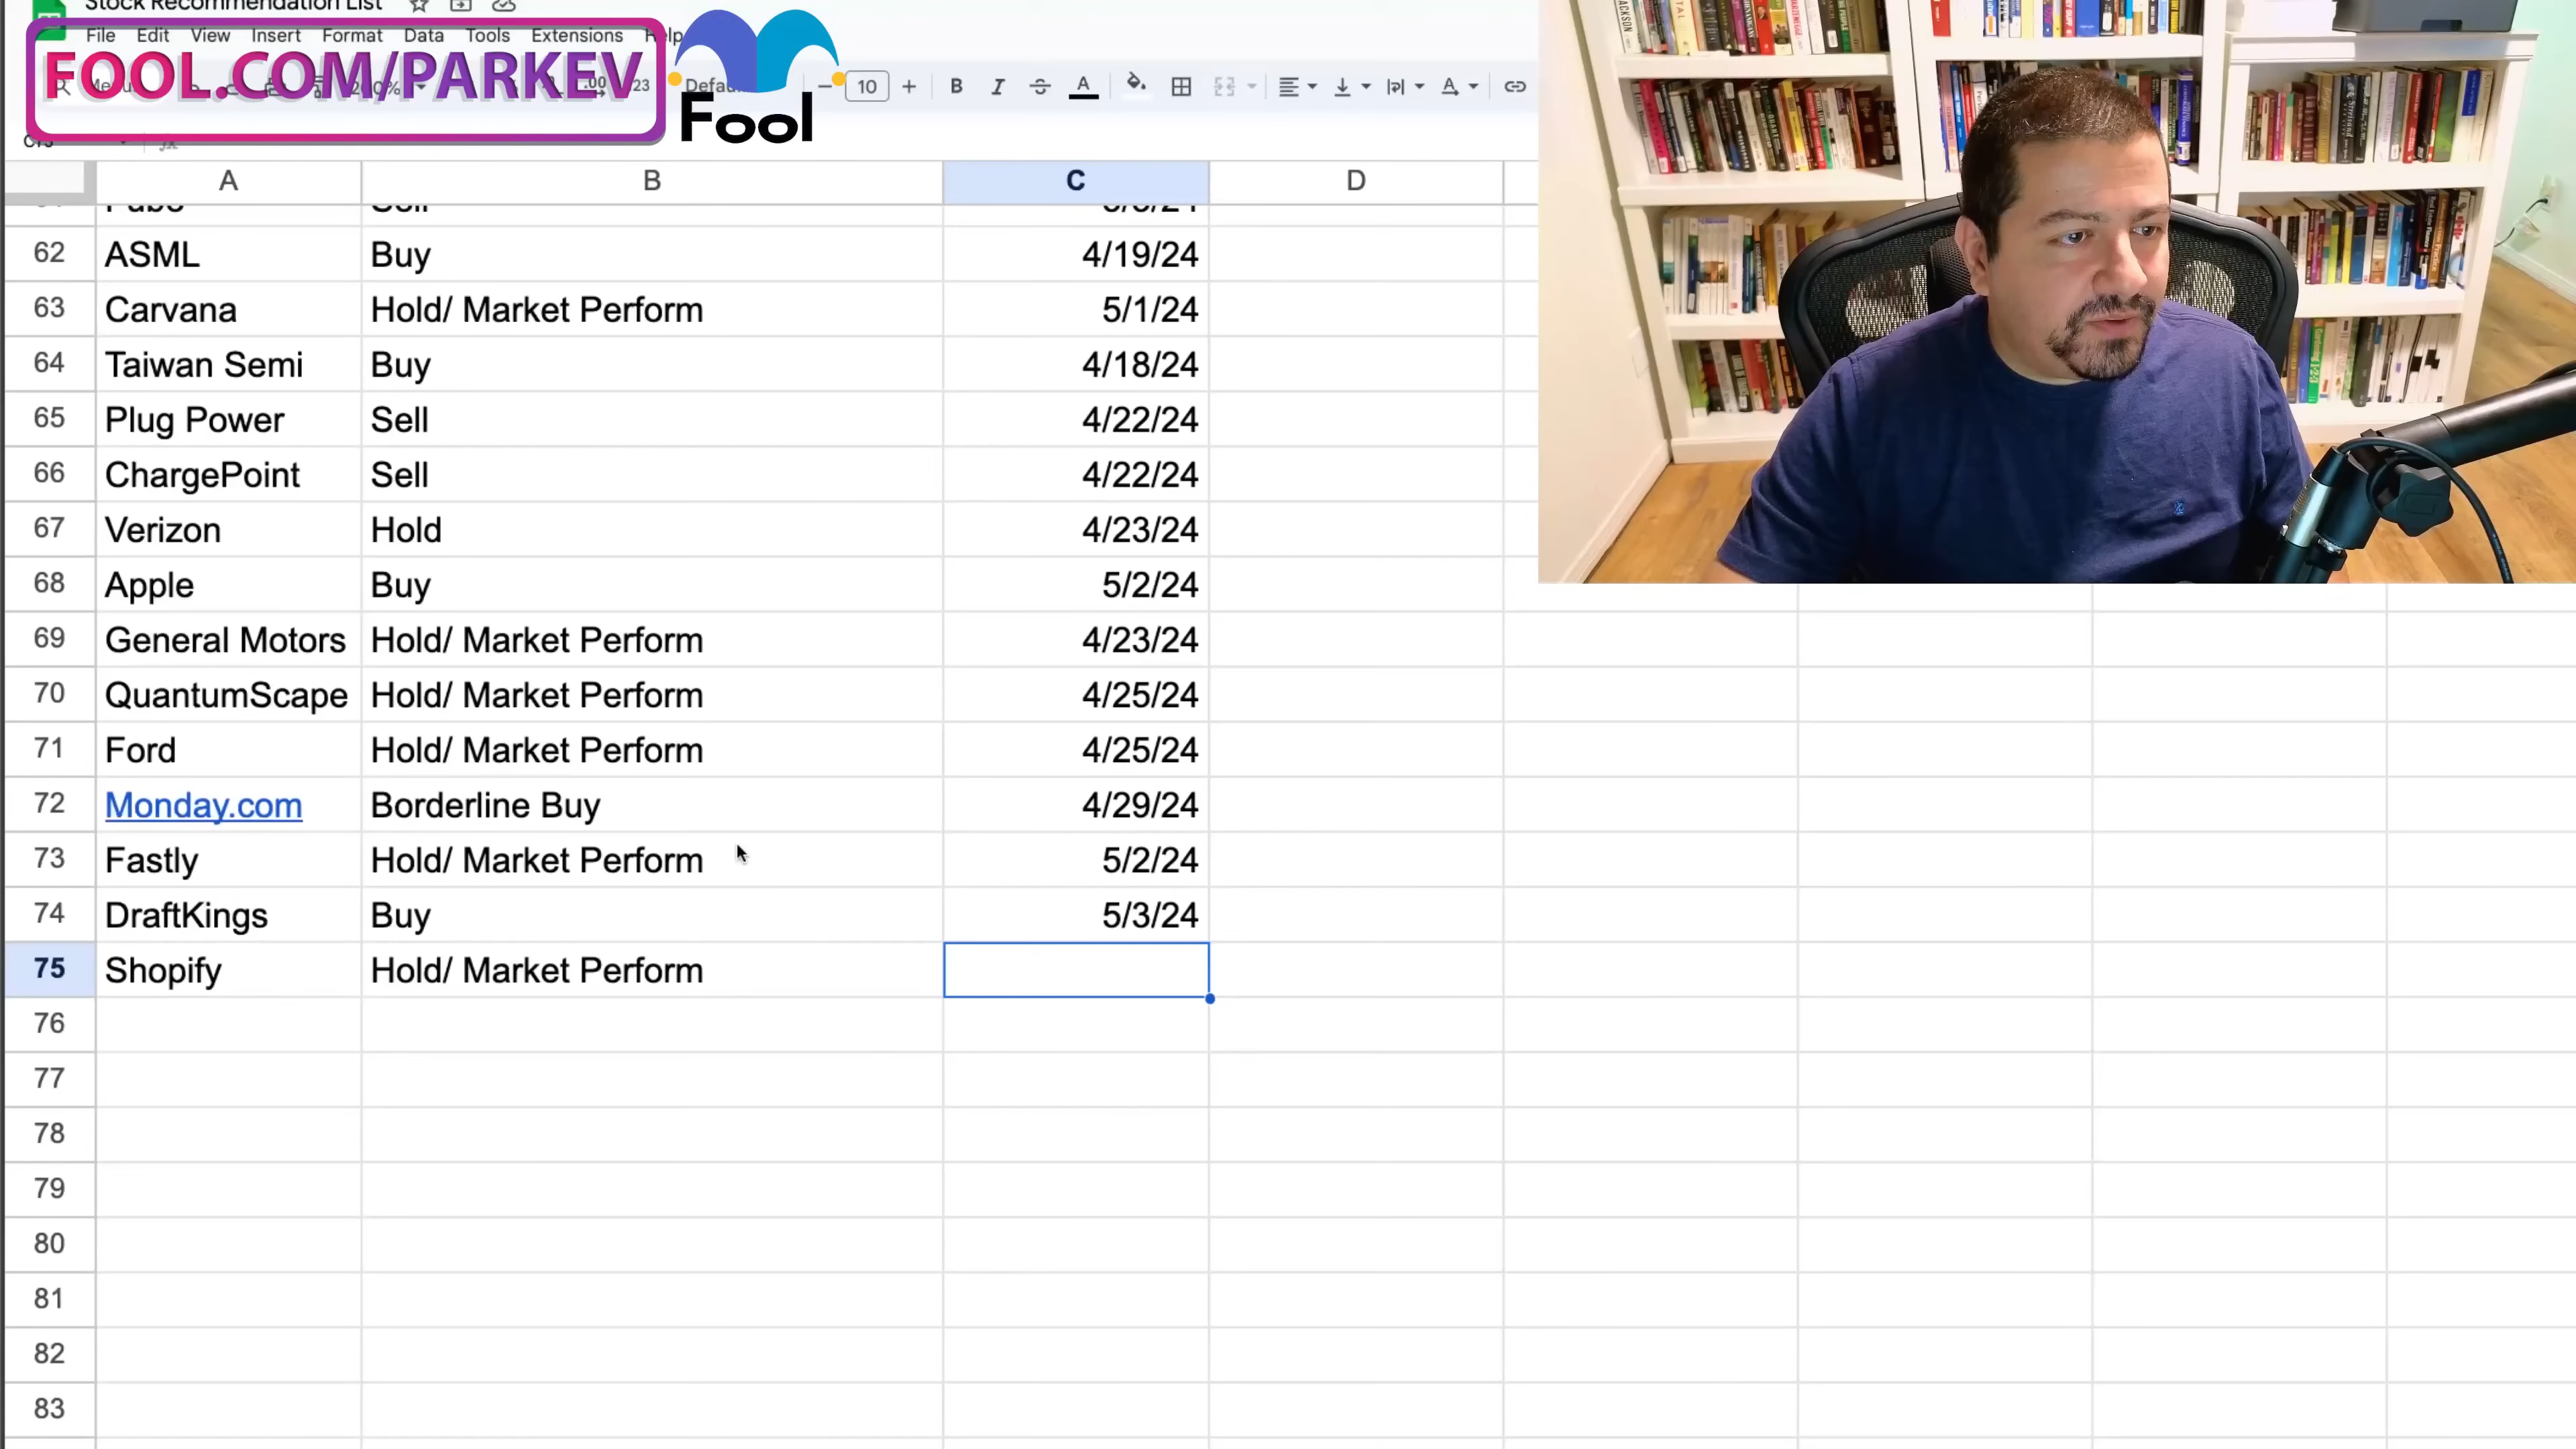 Stock Recommendation List
File Edit View Insert Format Data Tools Extensions Help
FOOL.COM/PARKEV
Fool
10
A B C D
62 ASML Buy 4/19/24
63 Carvana Hold/ Market Perform 5/1/24
64 Taiwan Semi Buy 4/18/24
65 Plug Power Sell 4/22/24
66 ChargePoint Sell 4/22/24
67 Verizon Hold 4/23/24
68 Apple Buy 5/2/24
69 General Motors Hold/ Market Perform 4/23/24
70 QuantumScape Hold/ Market Perform 4/25/24
71 Ford Hold/ Market Perform 4/25/24
72 Monday.com Borderline Buy 4/29/24
73 Fastly Hold/ Market Perform 5/2/24
74 DraftKings Buy 5/3/24
75 Shopify Hold/ Market Perform
76
77
78
79
80
81
82
83